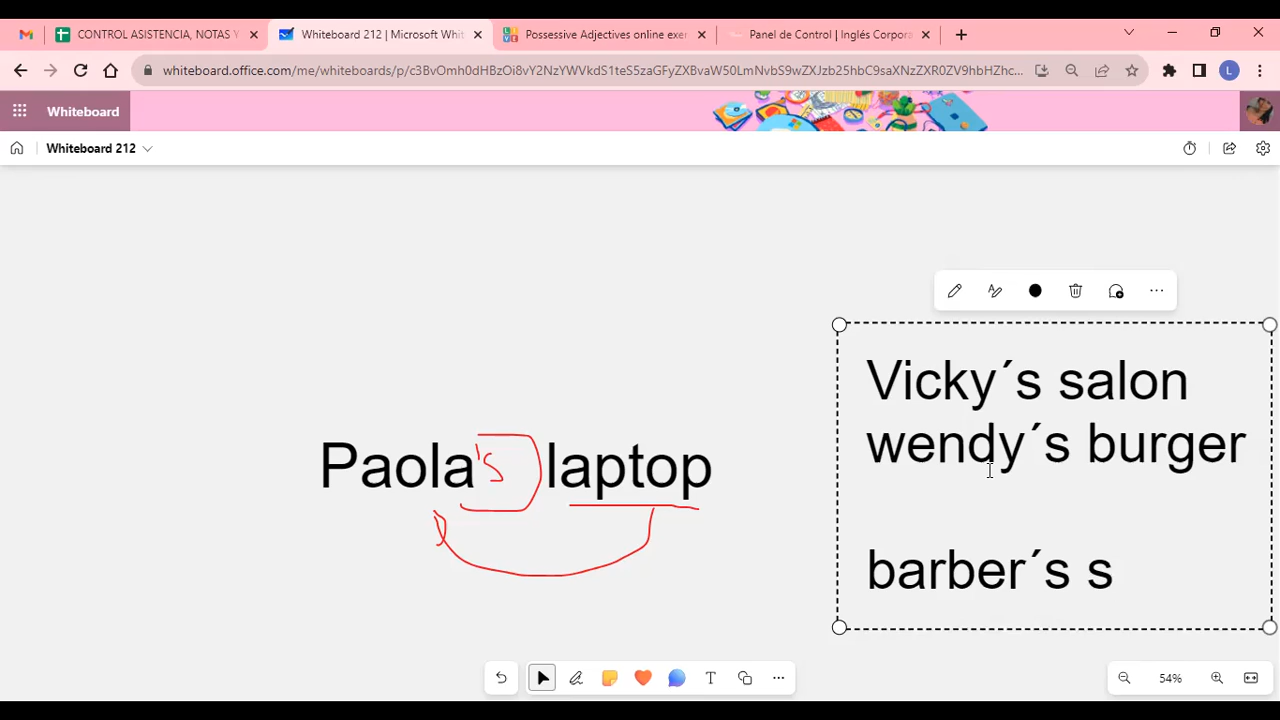 CONTROL ASISTENCIA, NOTAS Y
Whiteboard 212 | Microsoft Whit
Possessive Adjectives online exer
Panel de Control | Inglés Corpora
whiteboard.office.com/me/whiteboards/p/c3BvOmh0dHBzOi8vY2NzYWVkdS1teS5zaGFyZXBvaW50LmNvbS9wZXJzb25hbC9saXNzZXR0ZV9hbHZhc...
L
Whiteboard
Whiteboard 212
Vicky´s salon
wendy´s burger
Paola's laptop
barber´s s
T
54%